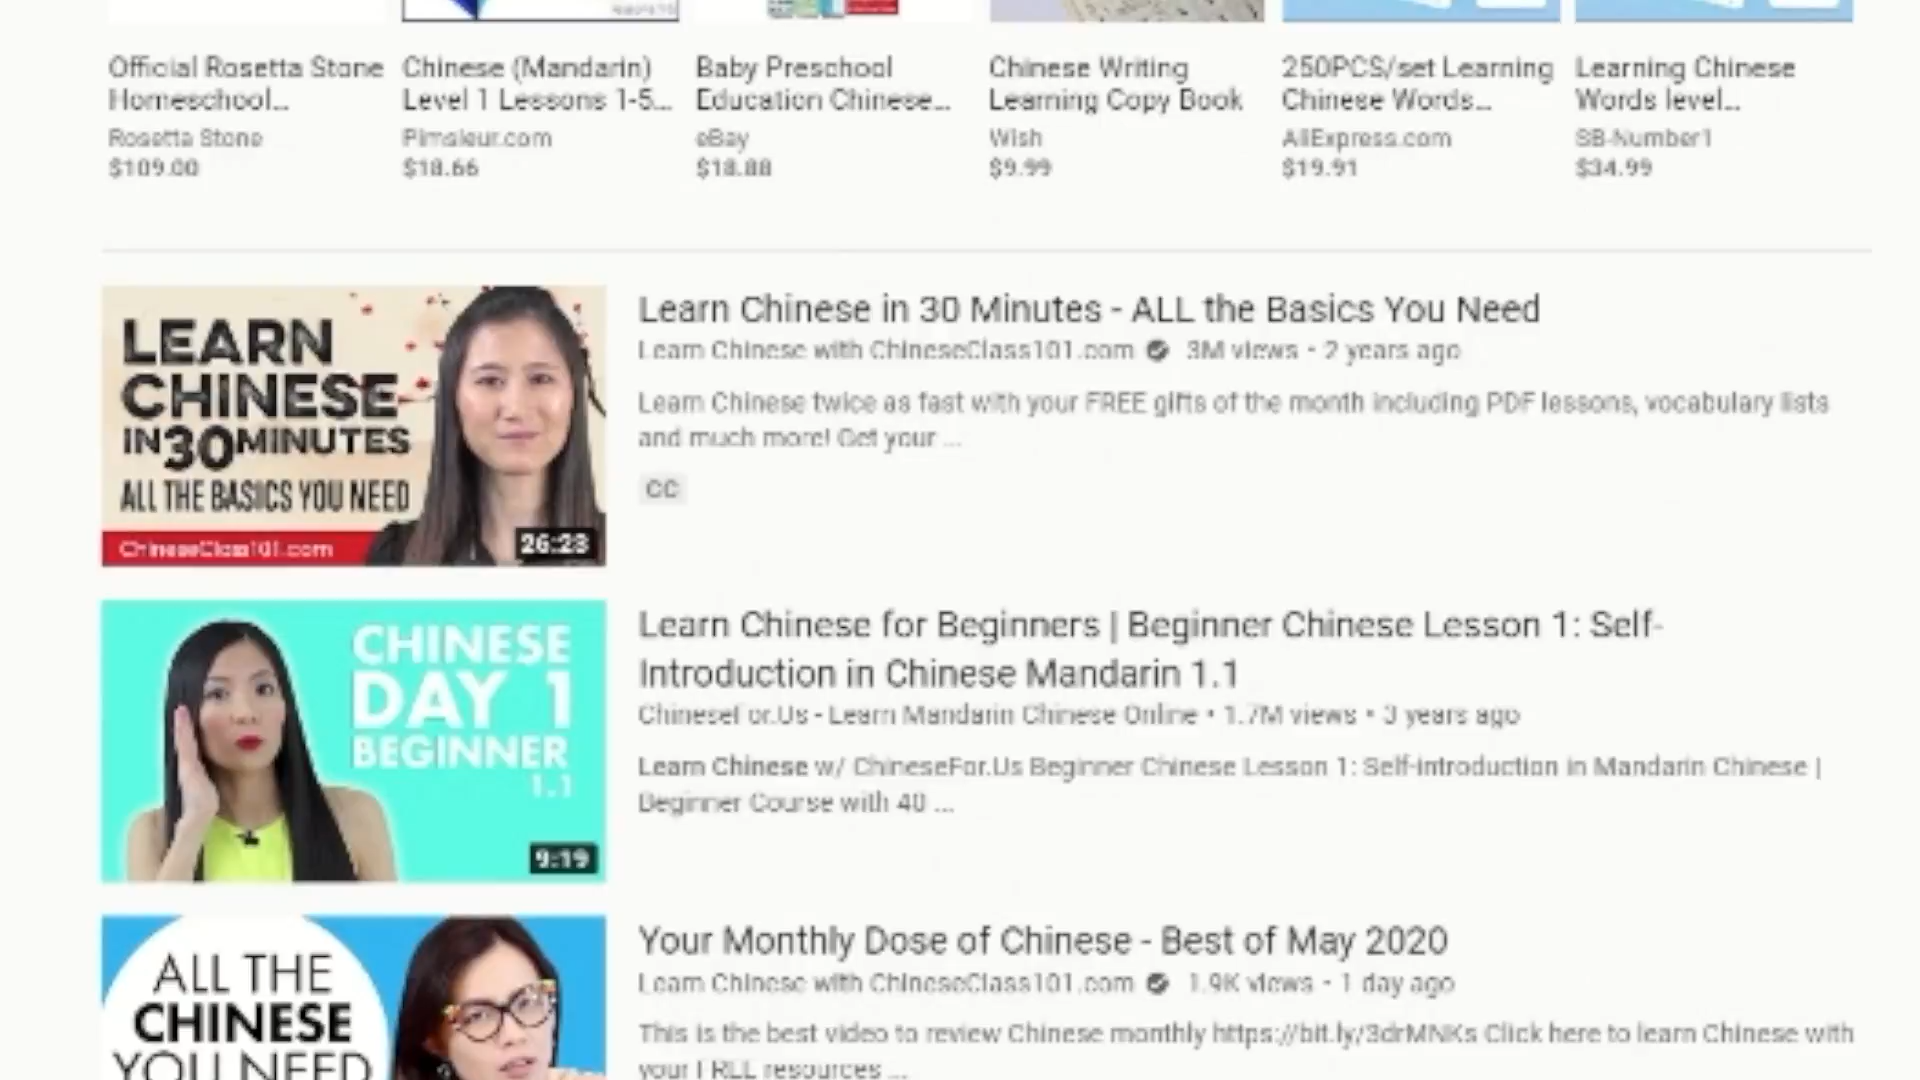 Official Rosetta Stone Homeschool...
Rosetta Stone
$109.00
Chinese (Mandarin) Level 1 Lessons 1-5...
Pimsleur.com
$18.66
Baby Preschool Education Chinese...
eBay
$18.88
Chinese Writing Learning Copy Book
Wish
$9.99
250PCS/set Learning Chinese Words...
AliExpress.com
$19.91
Learning Chinese Words level...
SB-Number1
$34.99
LEARN
CHINESE
IN 30 MINUTES
ALL THE BASICS YOU NEED
ChineseClass101.com
26:23
Learn Chinese in 30 Minutes - ALL the Basics You Need
Learn Chinese with ChineseClass101.com 3M views • 2 years ago
Learn Chinese twice as fast with your FREE gifts of the month including PDF lessons, vocabulary lists
and much more! Get your ...
CC
CHINESE
DAY 1
BEGINNER
1.1
9:19
Learn Chinese for Beginners | Beginner Chinese Lesson 1: Self-
Introduction in Chinese Mandarin 1.1
ChineseFor.Us - Learn Mandarin Chinese Online • 1.7M views • 3 years ago
Learn Chinese w/ ChineseFor.Us Beginner Chinese Lesson 1: Self-introduction in Mandarin Chinese |
Beginner Course with 40 ...
ALL THE
CHINESE
YOU NEED
Your Monthly Dose of Chinese - Best of May 2020
Learn Chinese with ChineseClass101.com 1.9K views • 1 day ago
This is the best video to review Chinese monthly https://bit.ly/3drMNKs Click here to learn Chinese with
your FREE resources ...